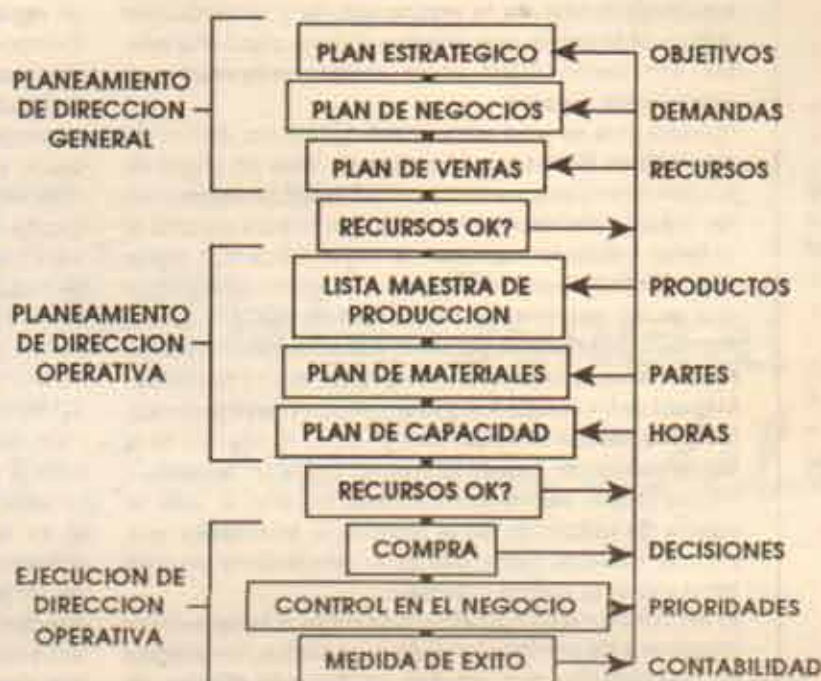 PLANEAMIENTO
DE DIRECCION
GENERAL
PLAN ESTRATEGICO
OBJETIVOS
PLAN DE NEGOCIOS
DEMANDAS
PLAN DE VENTAS
RECURSOS
RECURSOS OK?
PLANEAMIENTO
DE DIRECCION
OPERATIVA
LISTA MAESTRA DE
PRODUCCION
PRODUCTOS
PLAN DE MATERIALES
PARTES
PLAN DE CAPACIDAD
HORAS
RECURSOS OK?
EJECUCION DE
DIRECCION
OPERATIVA
COMPRA
DECISIONES
CONTROL EN EL NEGOCIO
PRIORIDADES
MEDIDA DE EXITO
CONTABILIDAD